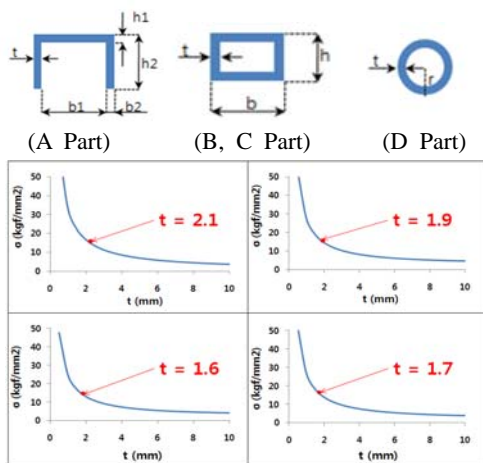 h1
t
h2
b1
b2
t
h
b
t
r
(A Part)
(B, C Part)
(D Part)
σ (kgf/mm2)
50
40
30
20
10
0
t = 2.1
0 2 4 6 8 10
t (mm)
σ (kgf/mm2)
50
40
30
20
10
0
t = 1.9
0 2 4 6 8 10
t (mm)
σ (kgf/mm2)
50
40
30
20
10
0
t = 1.6
0 2 4 6 8 10
t (mm)
σ (kgf/mm2)
50
40
30
20
10
0
t = 1.7
0 2 4 6 8 10
t (mm)